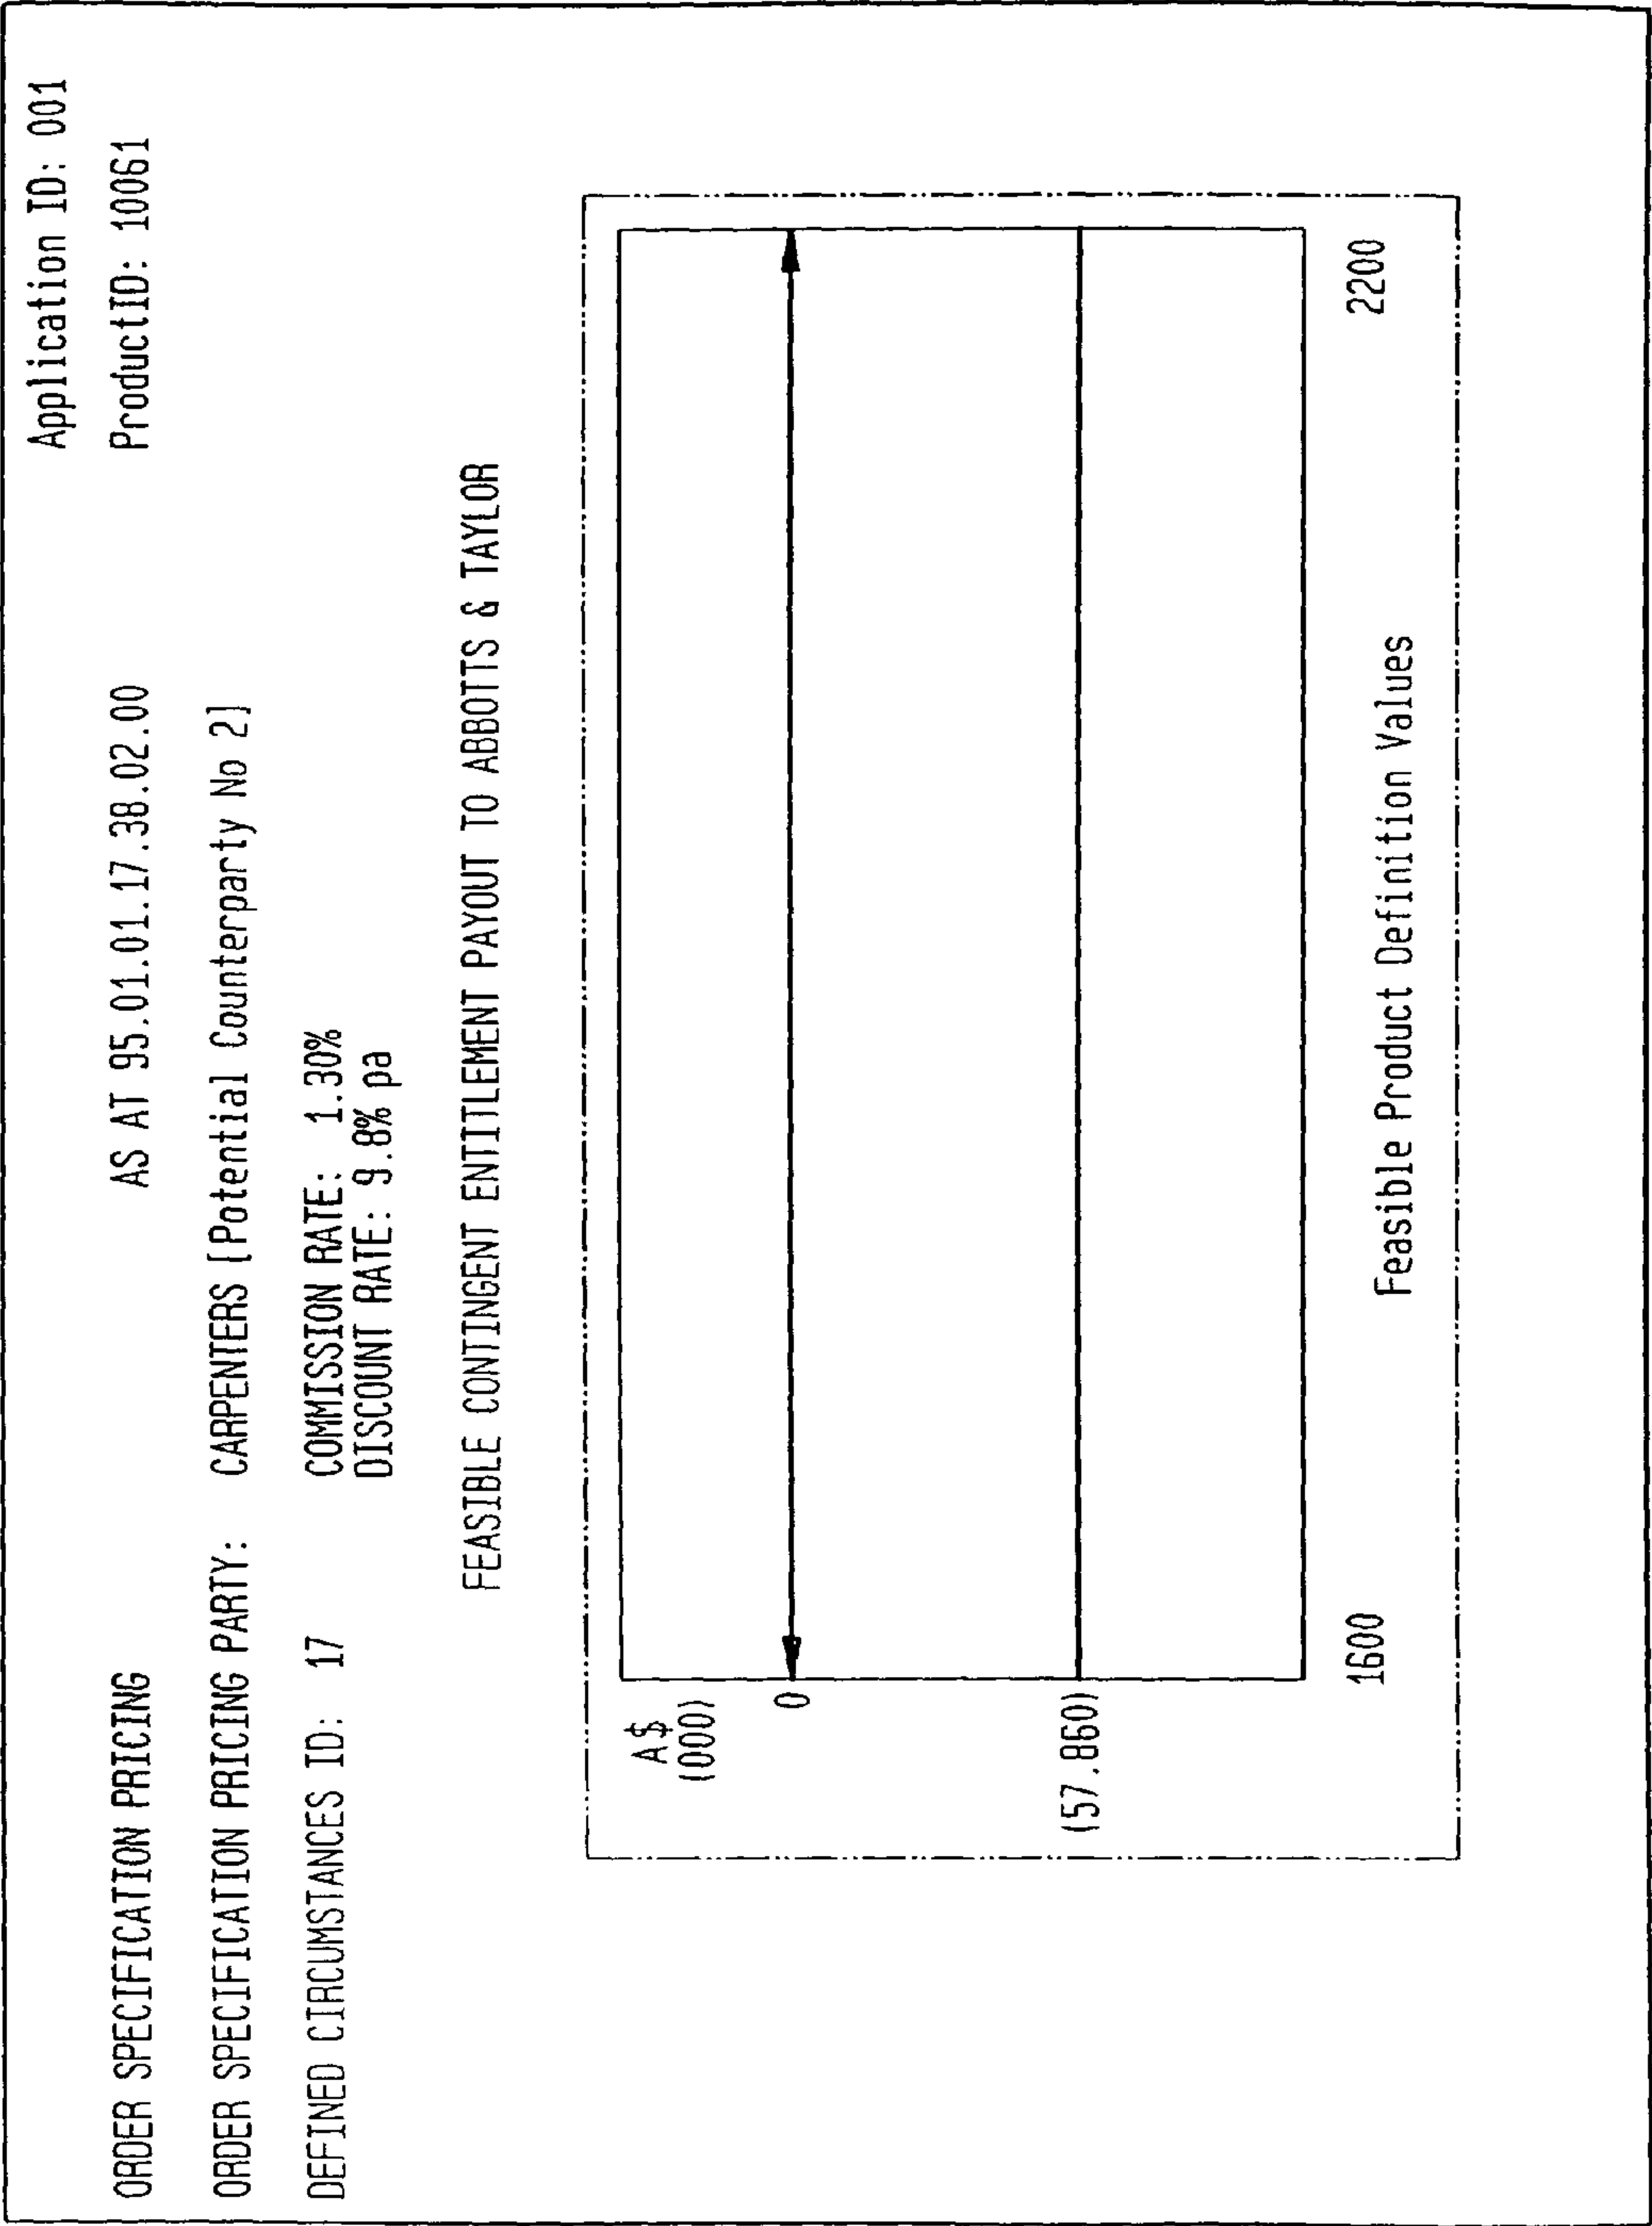 Application ID: 001
ORDER SPECIFICATION PRICING AS AT 95.01.01.17.38.02.00 ProductID: 10061
ORDER SPECIFICATION PRICING PARTY: CARPENTERS [Potential Counterparty No 2]
DEFINED CIRCUMSTANCES ID: 17 COMMISSION RATE: 1.30%
DISCOUNT RATE: 9.8% pa
FEASIBLE CONTINGENT ENTITLEMENT PAYOUT TO ABBOTTS & TAYLOR
A$
(000)
0
(57.860)
1600 2200
Feasible Product Definition Values